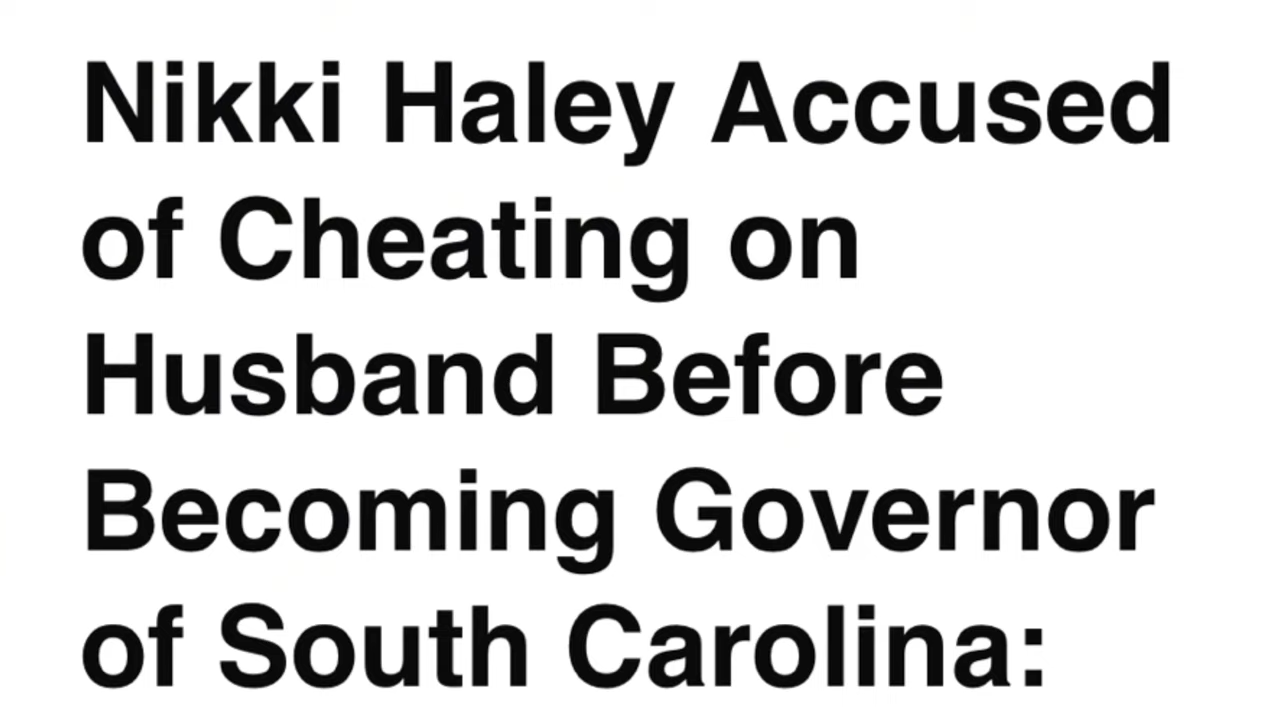 Nikki Haley Accused
of Cheating on
Husband Before
Becoming Governor
of South Carolina: